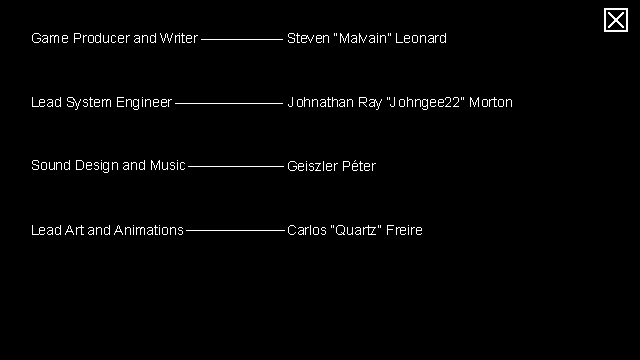 Game Producer and Writer Steven "Malvain" Leonard
Lead System Engineer Johnathan Ray "Johngee22" Morton
Sound Design and Music Geiszler Péter
Lead Art and Animations Carlos "Quartz" Freire